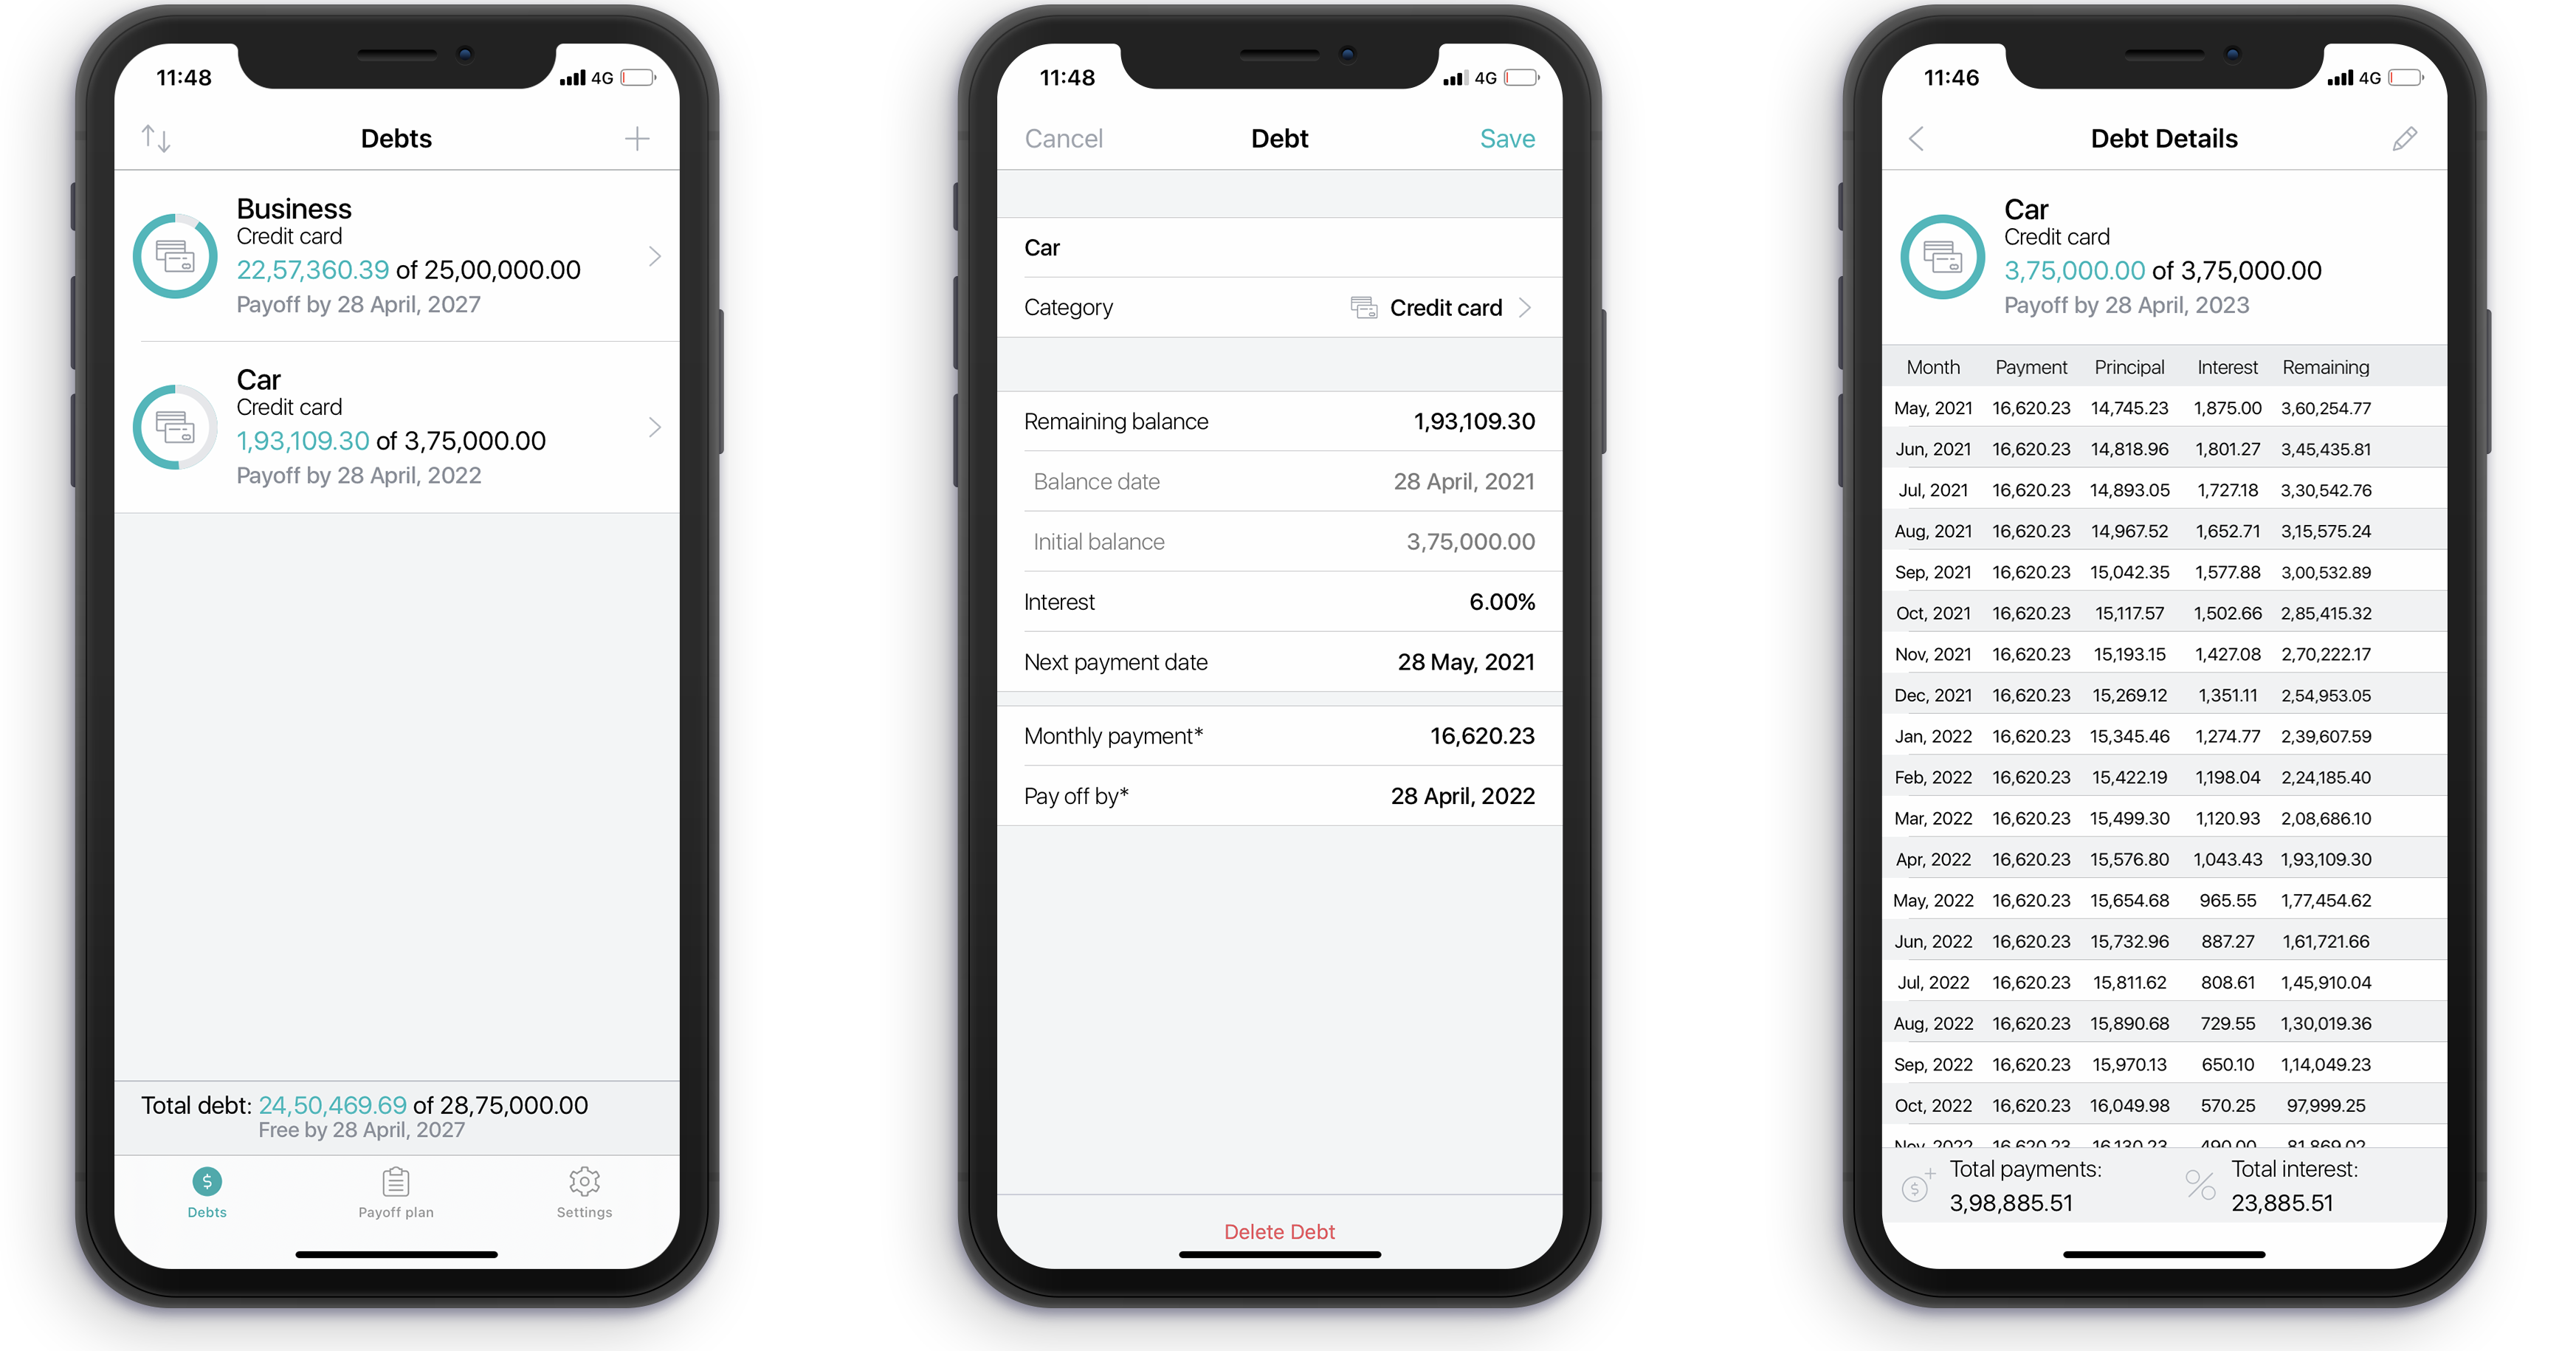 11:48
4G
Debts
Business
Credit card
22,57,360.39 of 25,00,000.00
Payoff by 28 April, 2027
Car
Credit card
1,93,109.30 of 3,75,000.00
Payoff by 28 April, 2022
Total debt: 24,50,469.69 of 28,75,000.00
Free by 28 April, 2027
$
Debts Payoff plan Settings
11:48
4G
Cancel Debt Save
Car
Category Credit card
Remaining balance 1,93,109.30
Balance date 28 April, 2021
Initial balance 3,75,000.00
Interest 6.00%
Next payment date 28 May, 2021
Monthly payment* 16,620.23
Pay off by* 28 April, 2022
Delete Debt
11:46
4G
Debt Details
Car
Credit card
3,75,000.00 of 3,75,000.00
Payoff by 28 April, 2023
Month Payment Principal Interest Remaining
May, 2021 16,620.23 14,745.23 1,875.00 3,60,254.77
Jun, 2021 16,620.23 14,818.96 1,801.27 3,45,435.81
Jul, 2021 16,620.23 14,893.05 1,727.18 3,30,542.76
Aug, 2021 16,620.23 14,967.52 1,652.71 3,15,575.24
Sep, 2021 16,620.23 15,042.35 1,577.88 3,00,532.89
Oct, 2021 16,620.23 15,117.57 1,502.66 2,85,415.32
Nov, 2021 16,620.23 15,193.15 1,427.08 2,70,222.17
Dec, 2021 16,620.23 15,269.12 1,351.11 2,54,953.05
Jan, 2022 16,620.23 15,345.46 1,274.77 2,39,607.59
Feb, 2022 16,620.23 15,422.19 1,198.04 2,24,185.40
Mar, 2022 16,620.23 15,499.30 1,120.93 2,08,686.10
Apr, 2022 16,620.23 15,576.80 1,043.43 1,93,109.30
May, 2022 16,620.23 15,654.68 965.55 1,77,454.62
Jun, 2022 16,620.23 15,732.96 887.27 1,61,721.66
Jul, 2022 16,620.23 15,811.62 808.61 1,45,910.04
Aug, 2022 16,620.23 15,890.68 729.55 1,30,019.36
Sep, 2022 16,620.23 15,970.13 650.10 1,14,049.23
Oct, 2022 16,620.23 16,049.98 570.25 97,999.25
Nov, 2022 16,620.23 16,130.23 490.00 81,869.02
$+ Total payments: % Total interest:
3,98,885.51 23,885.51